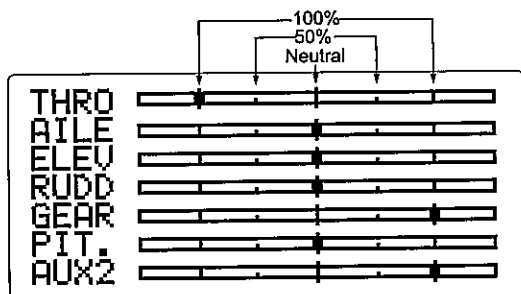 100%
50%
Neutral
THRO
AILE
ELEV
RUDD
GEAR
PIT.
AUX2